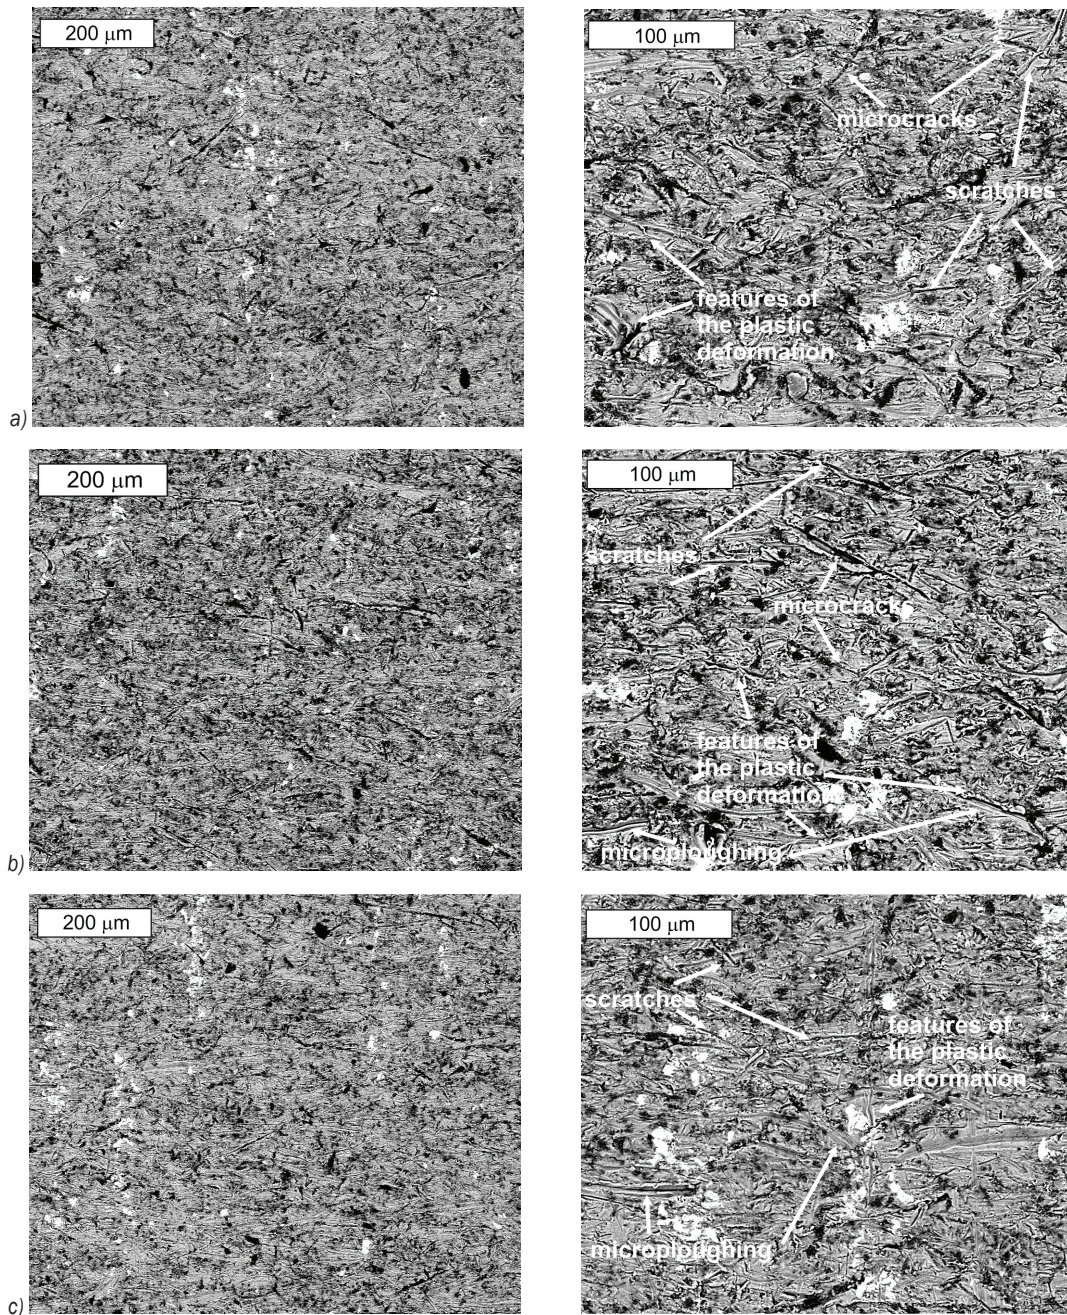 200 μm
100 μm
microcracks
scratches
features of
the plastic
deformation
a)
200 μm
100 μm
scratches
microcracks
features of
the plastic
deformation
microploughing
b)
200 μm
100 μm
scratches
features of
the plastic
deformation
microploughing
c)